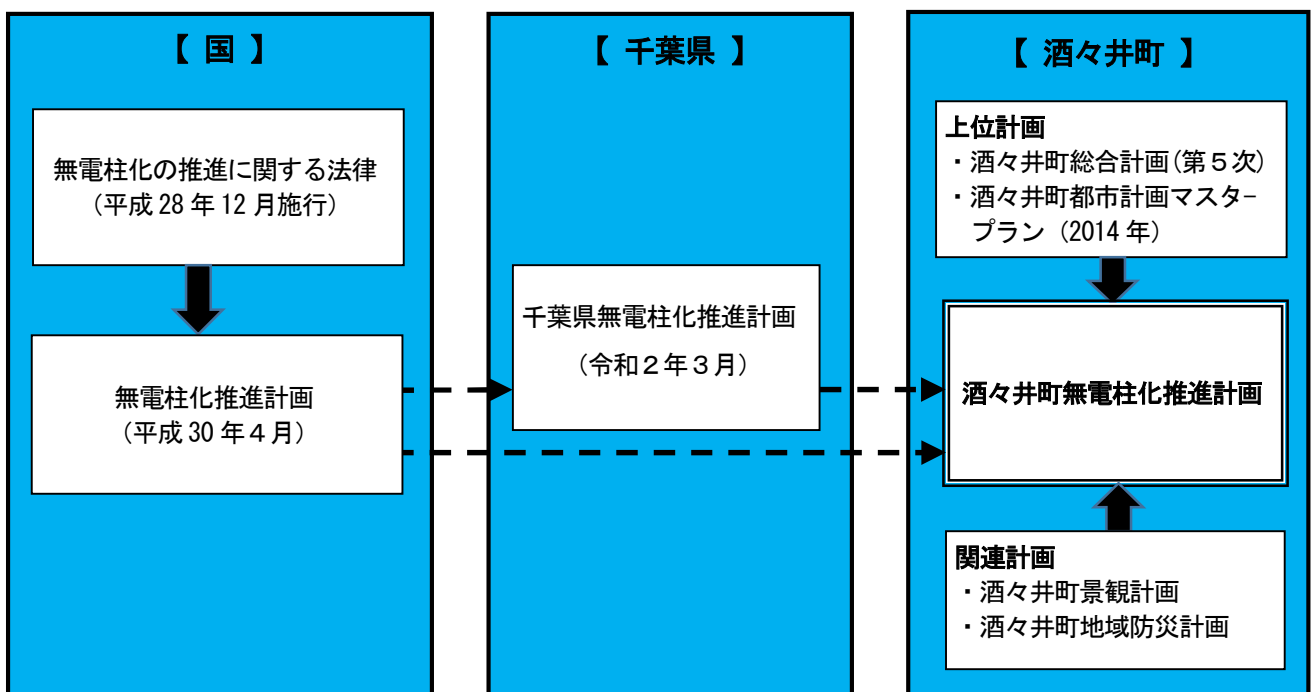 【 国 】
無電柱化の推進に関する法律
（平成 28 年 12 月施行）
無電柱化推進計画
（平成 30 年４月）
【 千葉県 】
千葉県無電柱化推進計画
（令和２年３月）
【 酒々井町 】
上位計画
・酒々井町総合計画(第５次)
・酒々井町都市計画マスタｰ
プラン（2014 年）
酒々井町無電柱化推進計画
関連計画
・酒々井町景観計画
・酒々井町地域防災計画